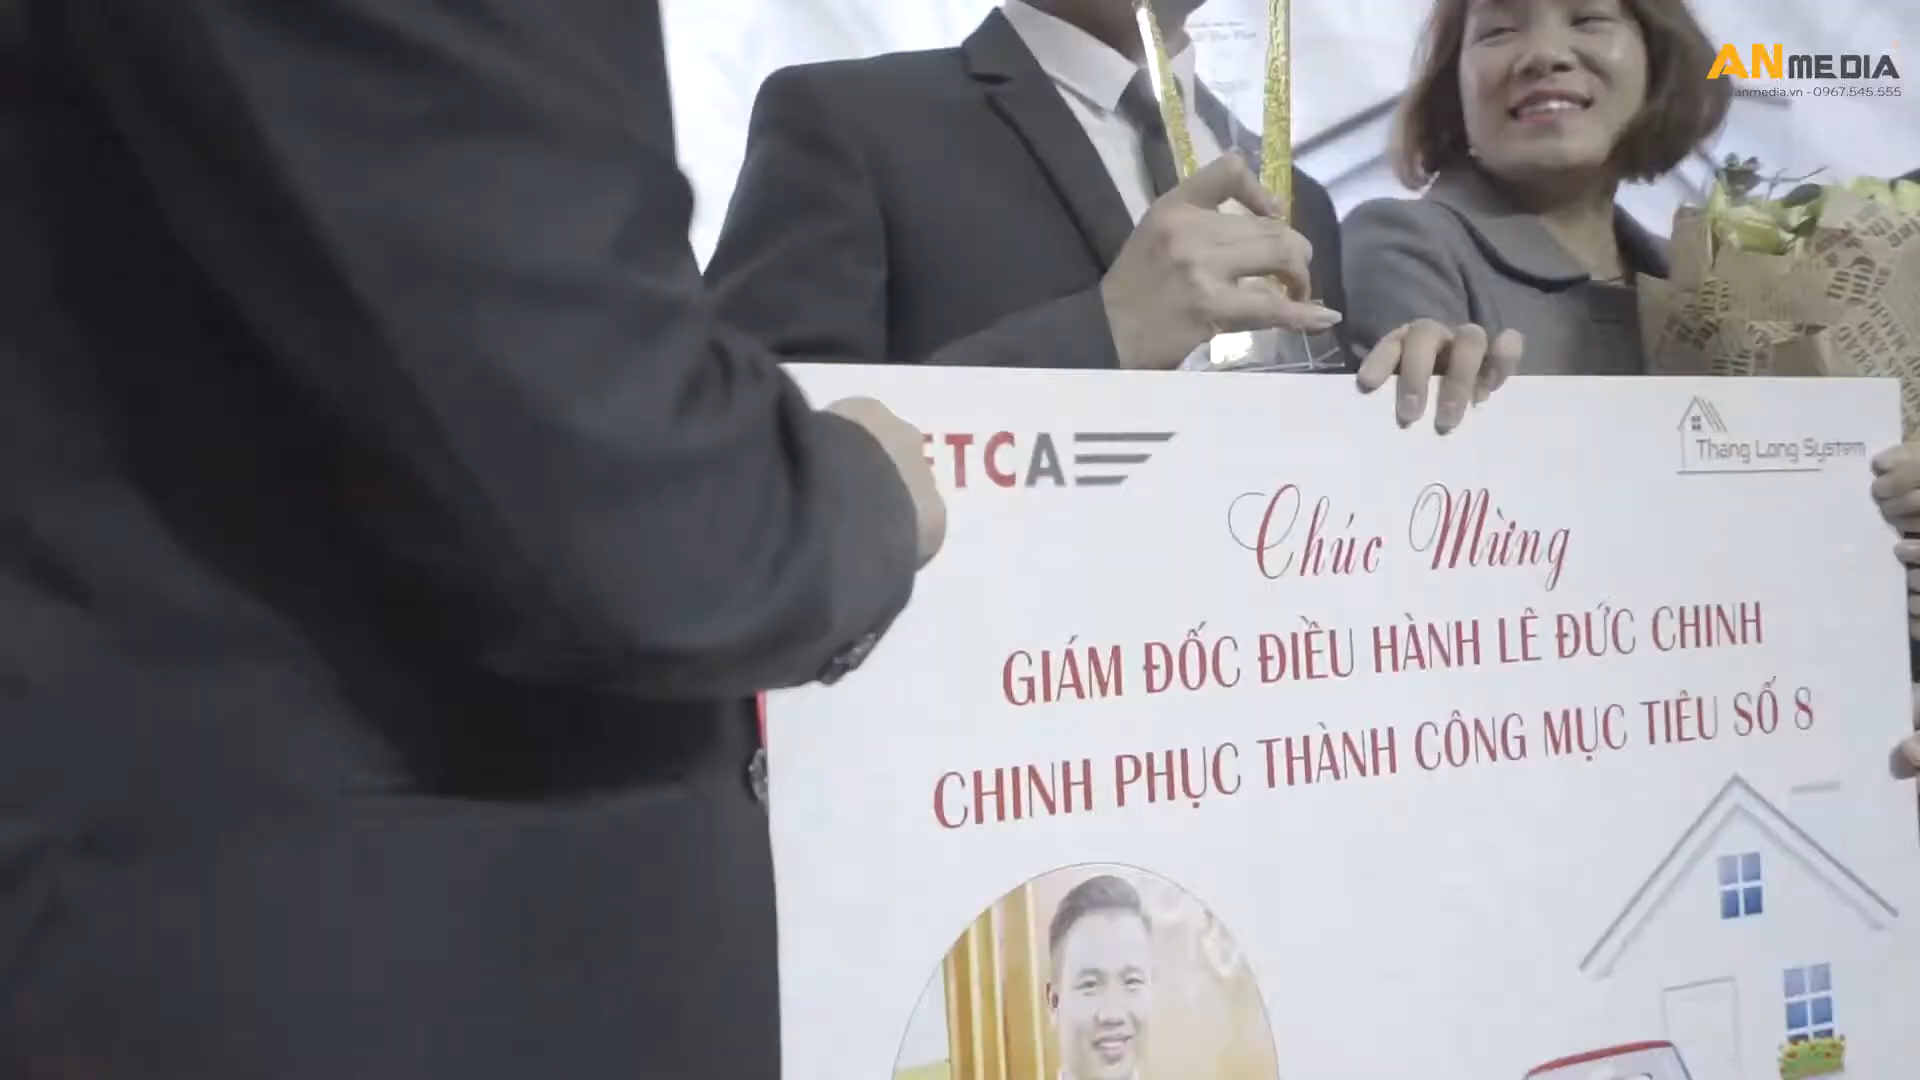 ANMEDIA
anmedia.vn - 0967.545.555
ETCA
Thang Long System
Chúc Mừng
GIÁM ĐỐC ĐIỀU HÀNH LÊ ĐỨC CHINH
CHINH PHỤC THÀNH CÔNG MỤC TIÊU SỐ 8